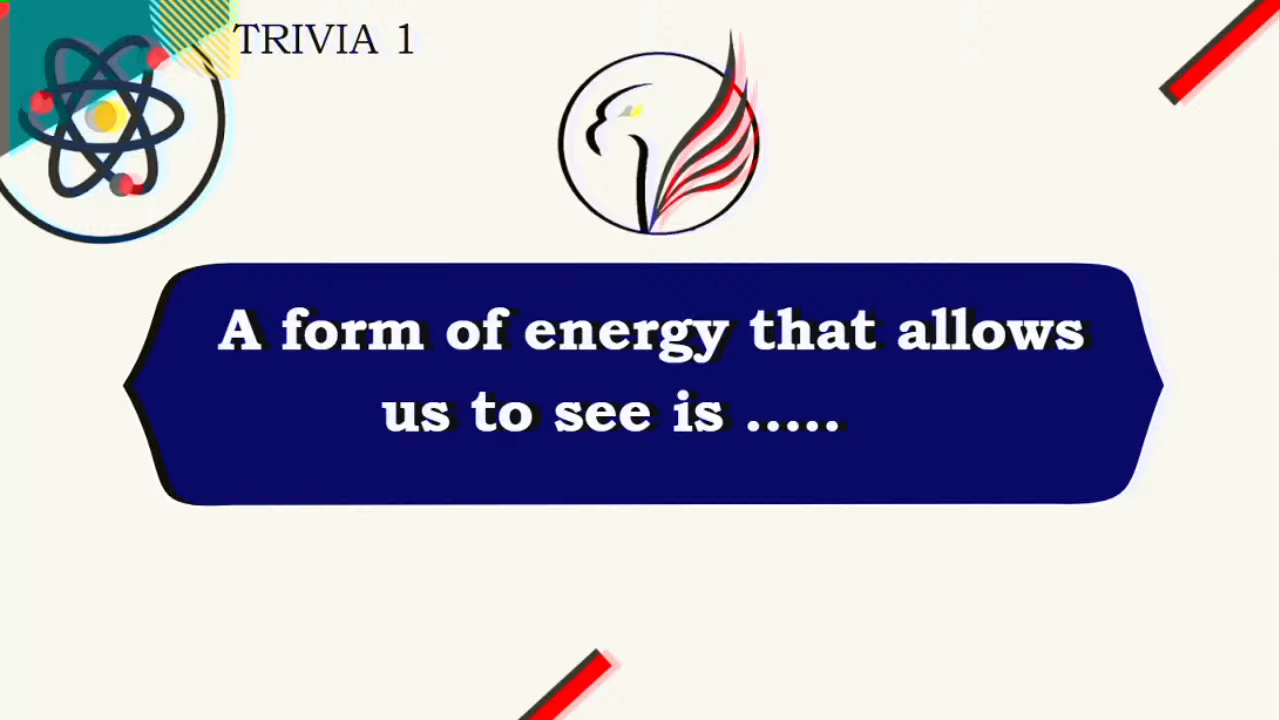 TRIVIA 1
A form of energy that allows
us to see is .....